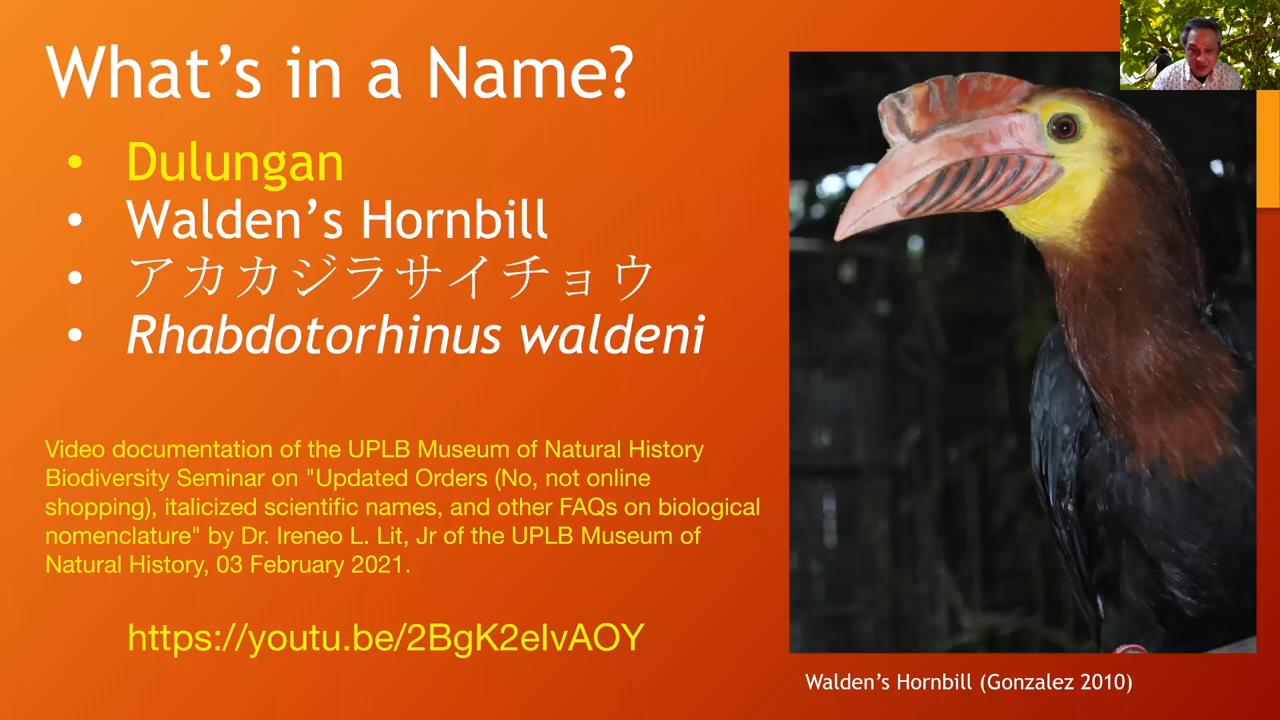 What's in a Name?
• Dulungan
• Walden's Hornbill
• アカカジラサイチョウ
• Rhabdotorhinus waldeni
Video documentation of the UPLB Museum of Natural History
Biodiversity Seminar on "Updated Orders (No, not online
shopping), italicized scientific names, and other FAQs on biological
nomenclature" by Dr. Ireneo L. Lit, Jr of the UPLB Museum of
Natural History, 03 February 2021.
https://youtu.be/2BgK2eIvAOY
Walden's Hornbill (Gonzalez 2010)